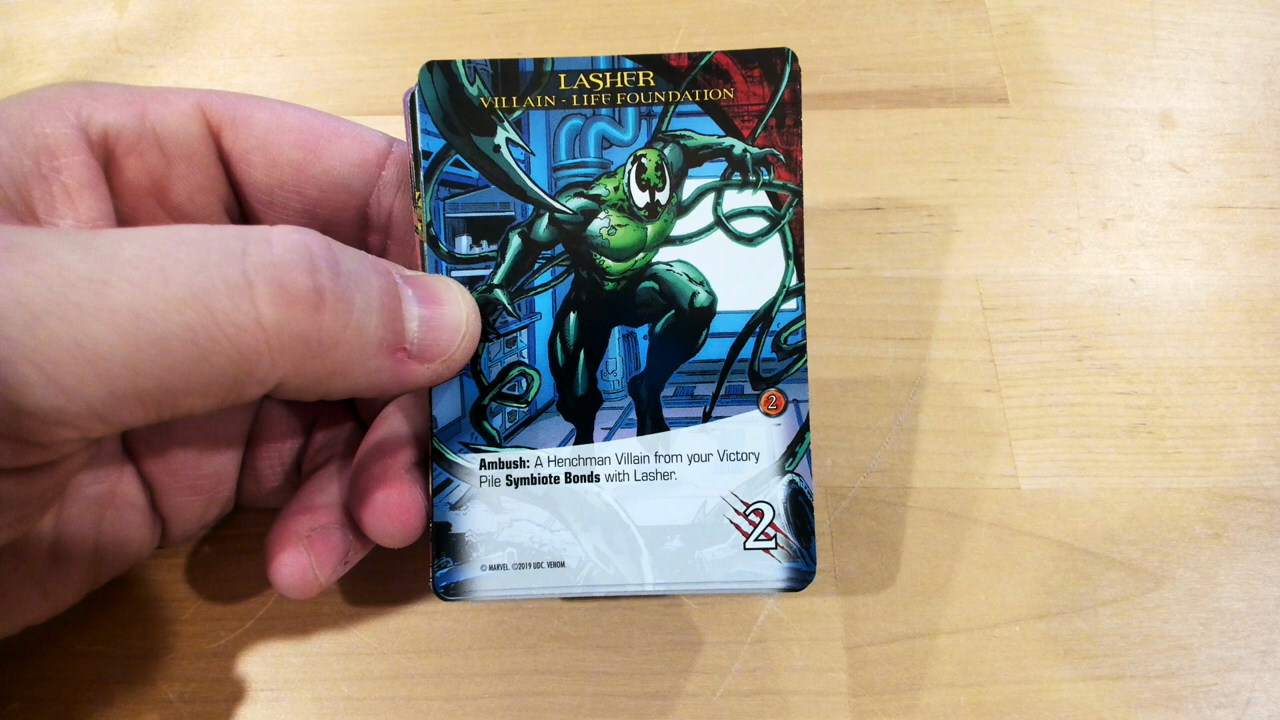 LASHER
VILLAIN - LIFE FOUNDATION
2
Ambush: A Henchman Villain from your Victory
Pile Symbiote Bonds with Lasher.
2
© MARVEL. ©2019 UDC. VENOM